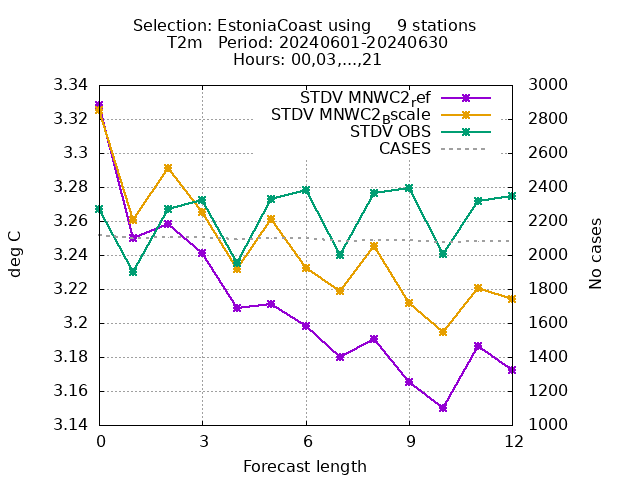 Selection: EstoniaCoast using     9 stations
T2m   Period: 20240601-20240630
Hours: 00,03,...,21
STDV MNWC2_ref
STDV MNWC2_Bscale
STDV OBS
CASES
3.34
3.32
3.3
3.28
3.26
3.24
3.22
3.2
3.18
3.16
3.14
deg C
3000
2800
2600
2400
2200
2000
1800
1600
1400
1200
1000
No cases
0 3 6 9 12
Forecast length